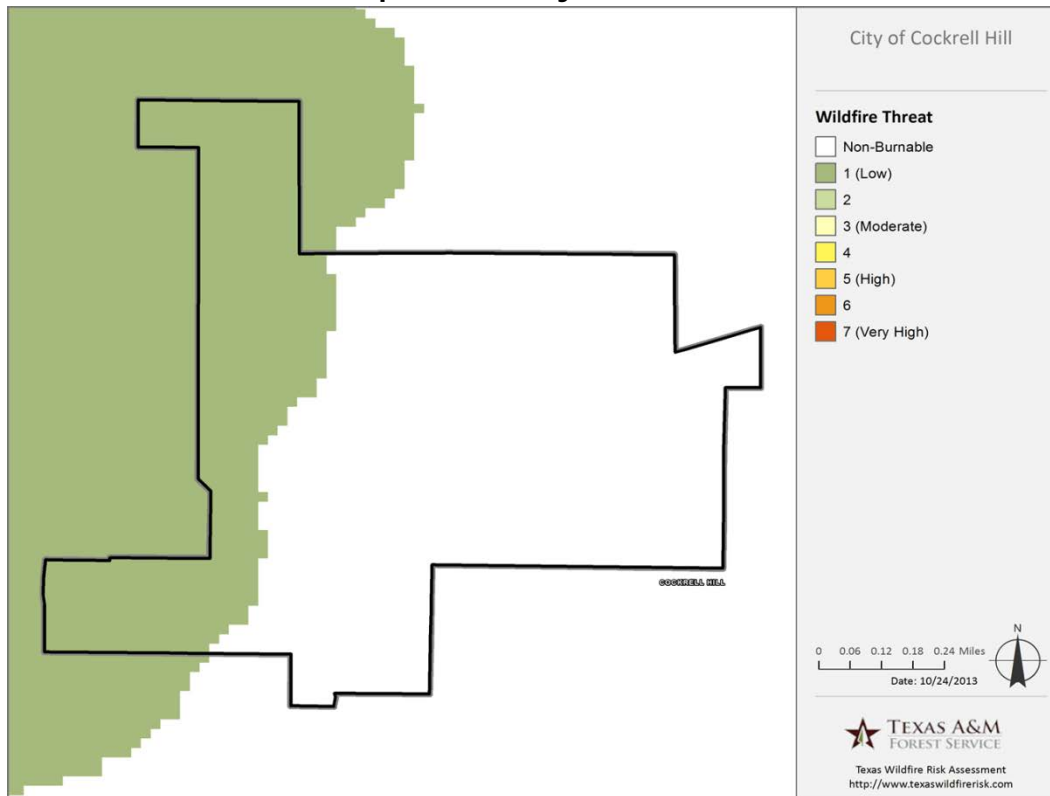 City of Cockrell Hill
Wildfire Threat
Non-Burnable
1 (Low)
2
3 (Moderate)
4
5 (High)
6
7 (Very High)
COCKRELL HILL
N
0 0.06 0.12 0.18 0.24 Miles
Date: 10/24/2013
TEXAS A&M
FOREST SERVICE
Texas Wildfire Risk Assessment
http://www.texaswildfirerisk.com